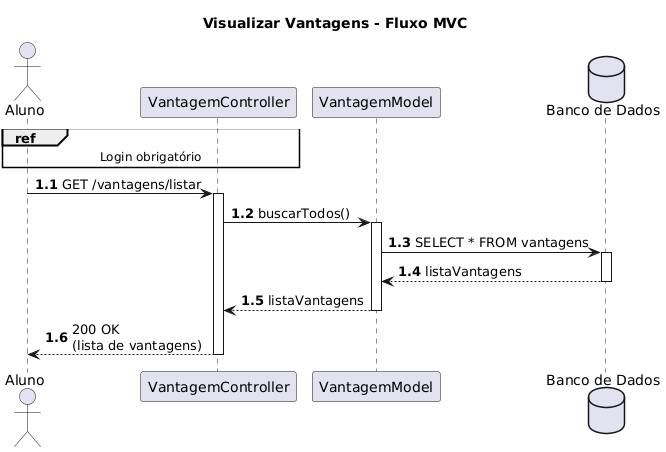 Visualizar Vantagens - Fluxo MVC
Aluno
VantagemController
VantagemModel
Banco de Dados
ref
Login obrigatório
1.1 GET /vantagens/listar
1.2 buscarTodos()
1.3 SELECT * FROM vantagens
1.4 listaVantagens
1.5 listaVantagens
1.6 200 OK
(lista de vantagens)
Aluno
VantagemController
VantagemModel
Banco de Dados